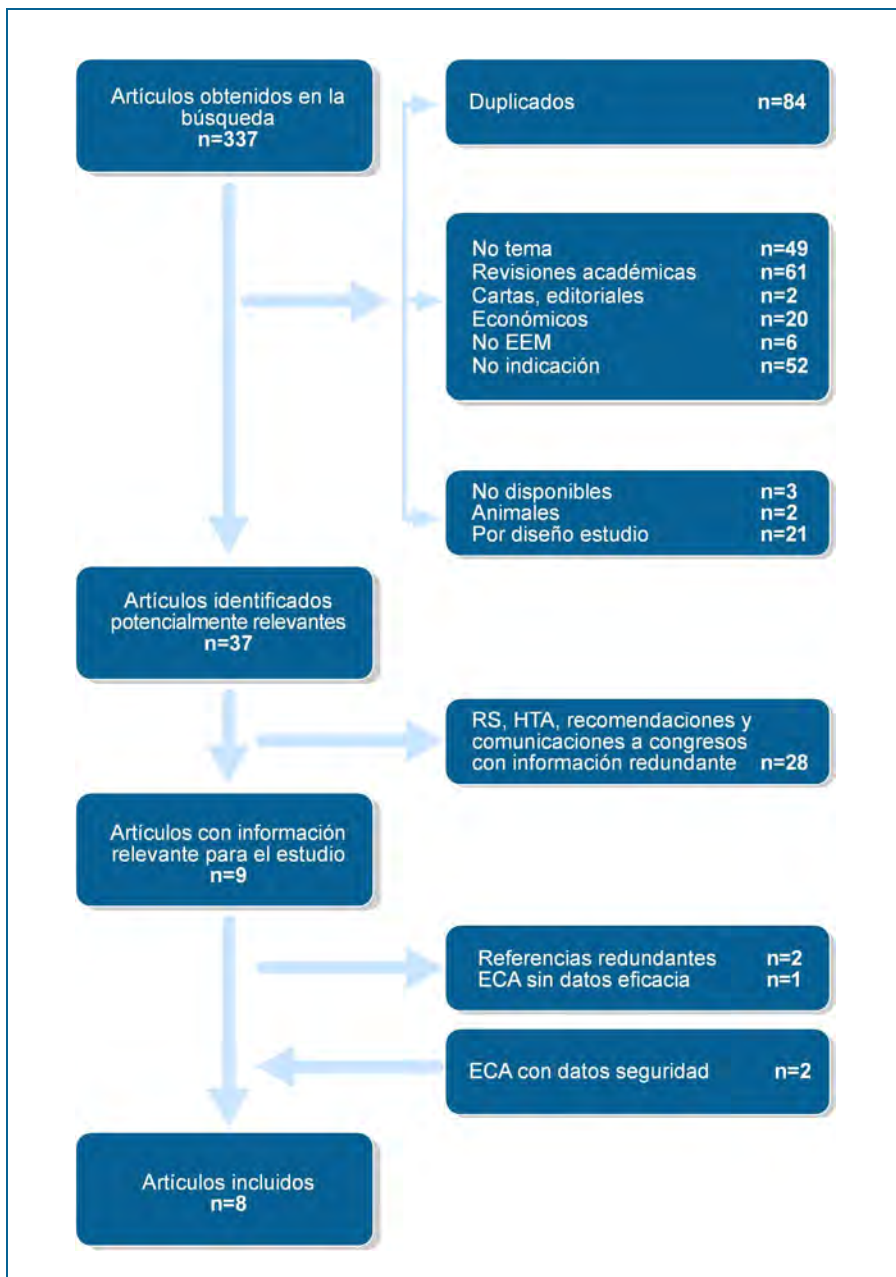 Artículos obtenidos en la
búsqueda
n=337
Duplicados n=84
No tema n=49
Revisiones académicas n=61
Cartas, editoriales n=2
Económicos n=20
No EEM n=6
No indicación n=52
No disponibles n=3
Animales n=2
Por diseño estudio n=21
Artículos identificados
potencialmente relevantes
n=37
RS, HTA, recomendaciones y
comunicaciones a congresos
con información redundante n=28
Artículos con información
relevante para el estudio
n=9
Referencias redundantes n=2
ECA sin datos eficacia n=1
ECA con datos seguridad n=2
Artículos incluidos
n=8